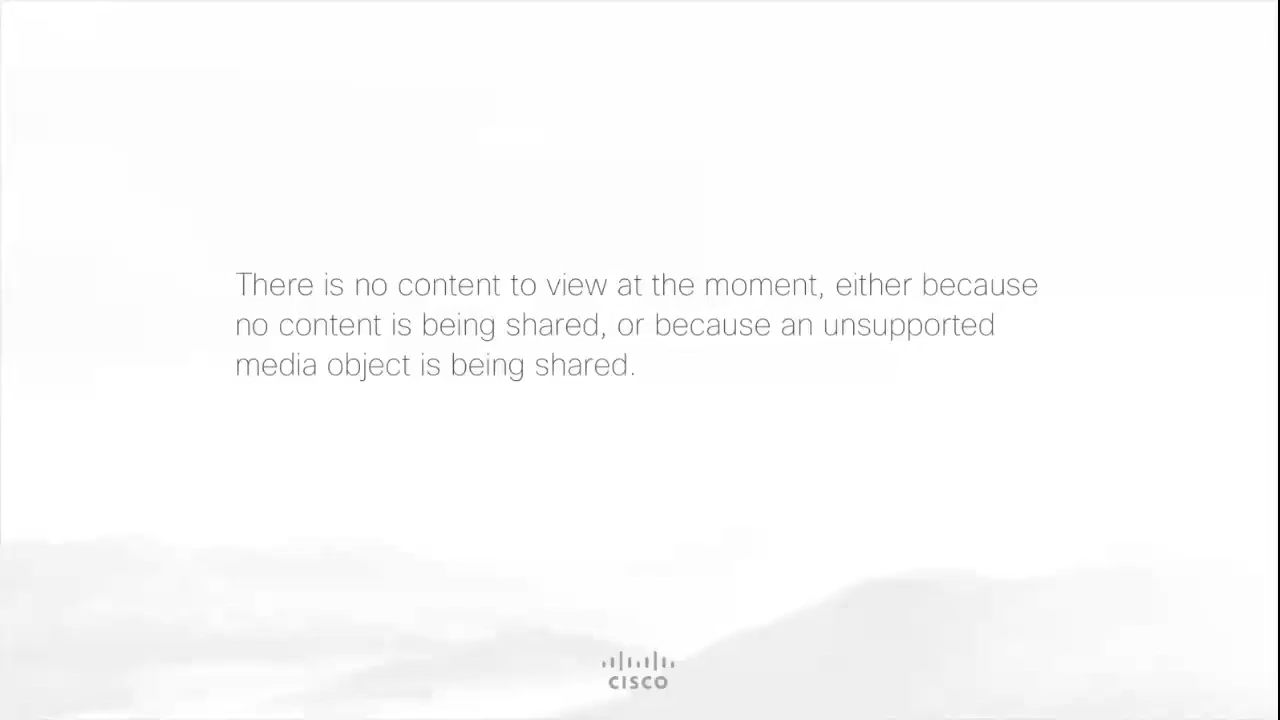 There is no content to view at the moment, either because
no content is being shared, or because an unsupported
media object is being shared.
CISCO